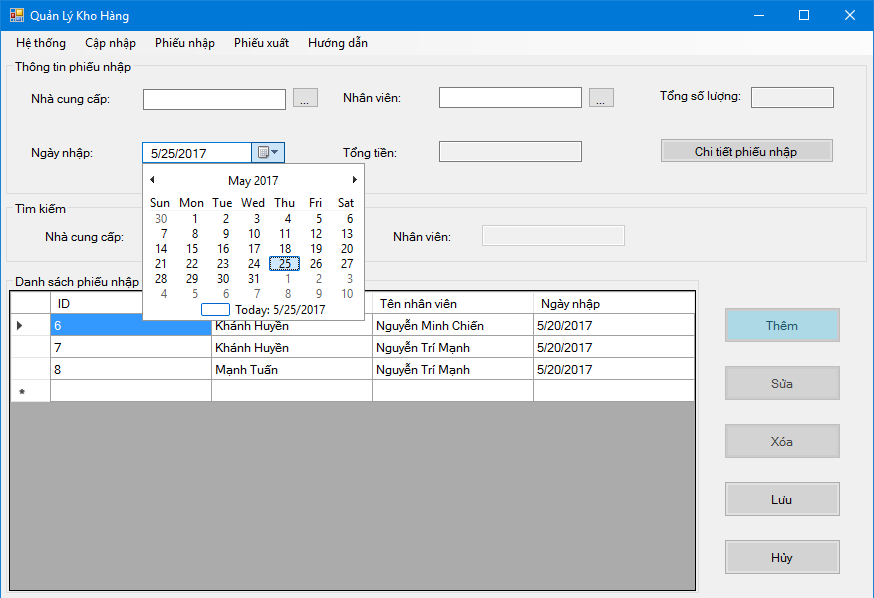 Quản Lý Kho Hàng
Hệ thống Cập nhập Phiếu nhập Phiếu xuất Hướng dẫn
Thông tin phiếu nhập
Nhà cung cấp: ... Nhân viên: ... Tổng số lượng:
Ngày nhập: 5/25/2017 Tổng tiền: Chi tiết phiếu nhập
May 2017
Sun Mon Tue Wed Thu Fri Sat
30 1 2 3 4 5 6
7 8 9 10 11 12 13
14 15 16 17 18 19 20
21 22 23 24 25 26 27
28 29 30 31 1 2 3
4 5 6 7 8 9 10
Today: 5/25/2017
Tìm kiếm
Nhà cung cấp: Nhân viên:
Danh sách phiếu nhập
ID Tên nhân viên Ngày nhập
6 Khánh Huyền Nguyễn Minh Chiến 5/20/2017
7 Khánh Huyền Nguyễn Trí Mạnh 5/20/2017
8 Mạnh Tuấn Nguyễn Trí Mạnh 5/20/2017
Thêm
Sửa
Xóa
Lưu
Hủy